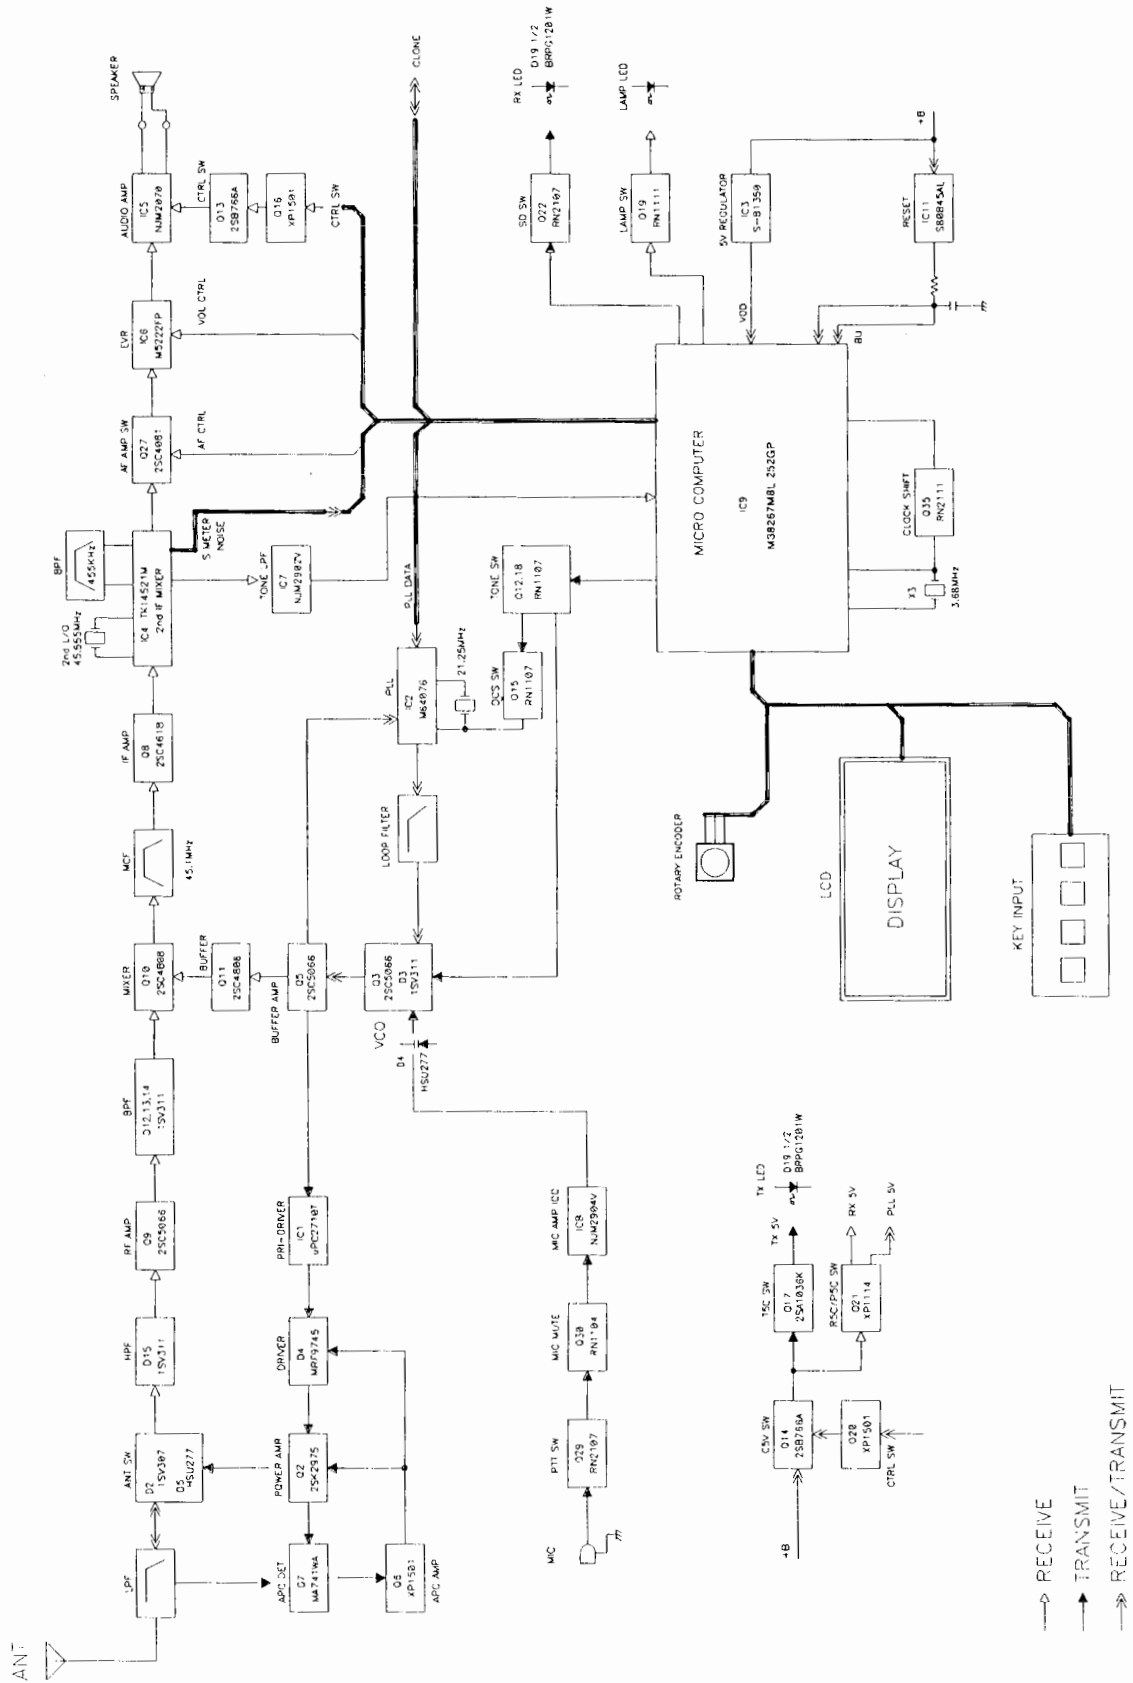 ANT
LPF
ANT SW
D2
1SV307
D5
HSU277
HPF
D15
1SV311
RF AMP
Q9
2SC5066
BPF
D12,13,14
1SV311
MIXER
Q10
2SC4808
MCF
45.1MHz
IF AMP
Q8
2SC4618
2nd L/O
45.555MHz
BPF
455KHz
IC4 TK14521M
2nd IF MIXER
AF AMP SW
Q27
2SC4081
EVR
IC6
M5222FP
AUDIO AMP
IC5
NJM2070
SPEAKER
AF CTRL
VOL CTRL
CTRL SW
Q13
2SB766A
Q16
XP1501
CTRL SW
S METER
NOISE
TONE LPF
IC7
NJM2902V
BUFFER
Q11
2SC4808
BUFFER AMP
Q5
2SC5066
APC DET
D7
MA741WA
POWER AMP
Q2
2SK2975
DRIVER
D4
MRF9745
PRI-DRIVER
IC1
uPC2710T
Q6
XP1501
APC AMP
VCO
Q3
2SC5066
D3
1SV311
D4
HSU277
LOOP FILTER
PLL
IC2
M64076
PLL DATA
CLONE
21.25MHz
DCS SW
Q15
RN1107
TONE SW
Q12,18
RN1107
MIC
PTT SW
Q29
RN2107
MIC MUTE
Q30
RN1104
MIC AMP IDC
IC8
NJM2904V
SD SW
Q22
RN2107
RX LED
D19 1/2
BRPG1201W
LAMP SW
Q19
RN1111
LAMP LED
MICRO COMPUTER
IC9
M38267M8L 252GP
VDD
5V REGULATOR
IC3
S-81350
+B
RESET
IC11
S80845AL
BU
CLOCK SHIFT
Q35
RN2111
X3
3.68MHz
ROTARY ENCODER
LCD
DISPLAY
KEY INPUT
+B
C5V SW
Q14
2SB766A
Q20
XP1501
CTRL SW
T5C SW
Q17
2SA1036K
TX 5V
TX LED
D19 1/2
BRPG1201W
R5C/P5C SW
Q21
XP1114
RX 5V
PLL 5V
RECEIVE
TRANSMIT
RECEIVE/TRANSMIT